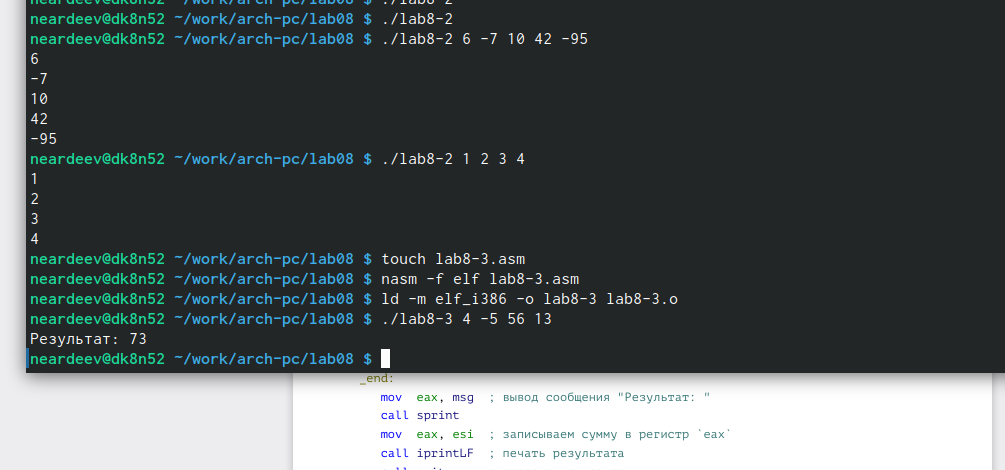 ./lab8-2
neardeev@dk8n52 ~/work/arch-pc/lab08 $ ./lab8-2
neardeev@dk8n52 ~/work/arch-pc/lab08 $ ./lab8-2 6 -7 10 42 -95
6
-7
10
42
-95
neardeev@dk8n52 ~/work/arch-pc/lab08 $ ./lab8-2 1 2 3 4
1
2
3
4
neardeev@dk8n52 ~/work/arch-pc/lab08 $ touch lab8-3.asm
neardeev@dk8n52 ~/work/arch-pc/lab08 $ nasm -f elf lab8-3.asm
neardeev@dk8n52 ~/work/arch-pc/lab08 $ ld -m elf_i386 -o lab8-3 lab8-3.o
neardeev@dk8n52 ~/work/arch-pc/lab08 $ ./lab8-3 4 -5 56 13
Результат: 73
neardeev@dk8n52 ~/work/arch-pc/lab08 $
_end:
mov eax, msg ; вывод сообщения "Результат: "
call sprint
mov eax, esi ; записываем сумму в регистр `eax`
call iprintLF ; печать результата